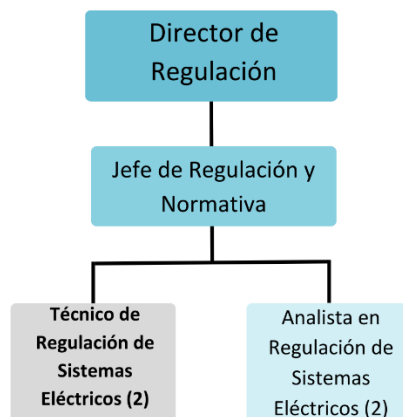 Director de
Regulación
Jefe de Regulación y
Normativa
Técnico de
Regulación de
Sistemas
Eléctricos (2)
Analista en
Regulación de
Sistemas
Eléctricos (2)